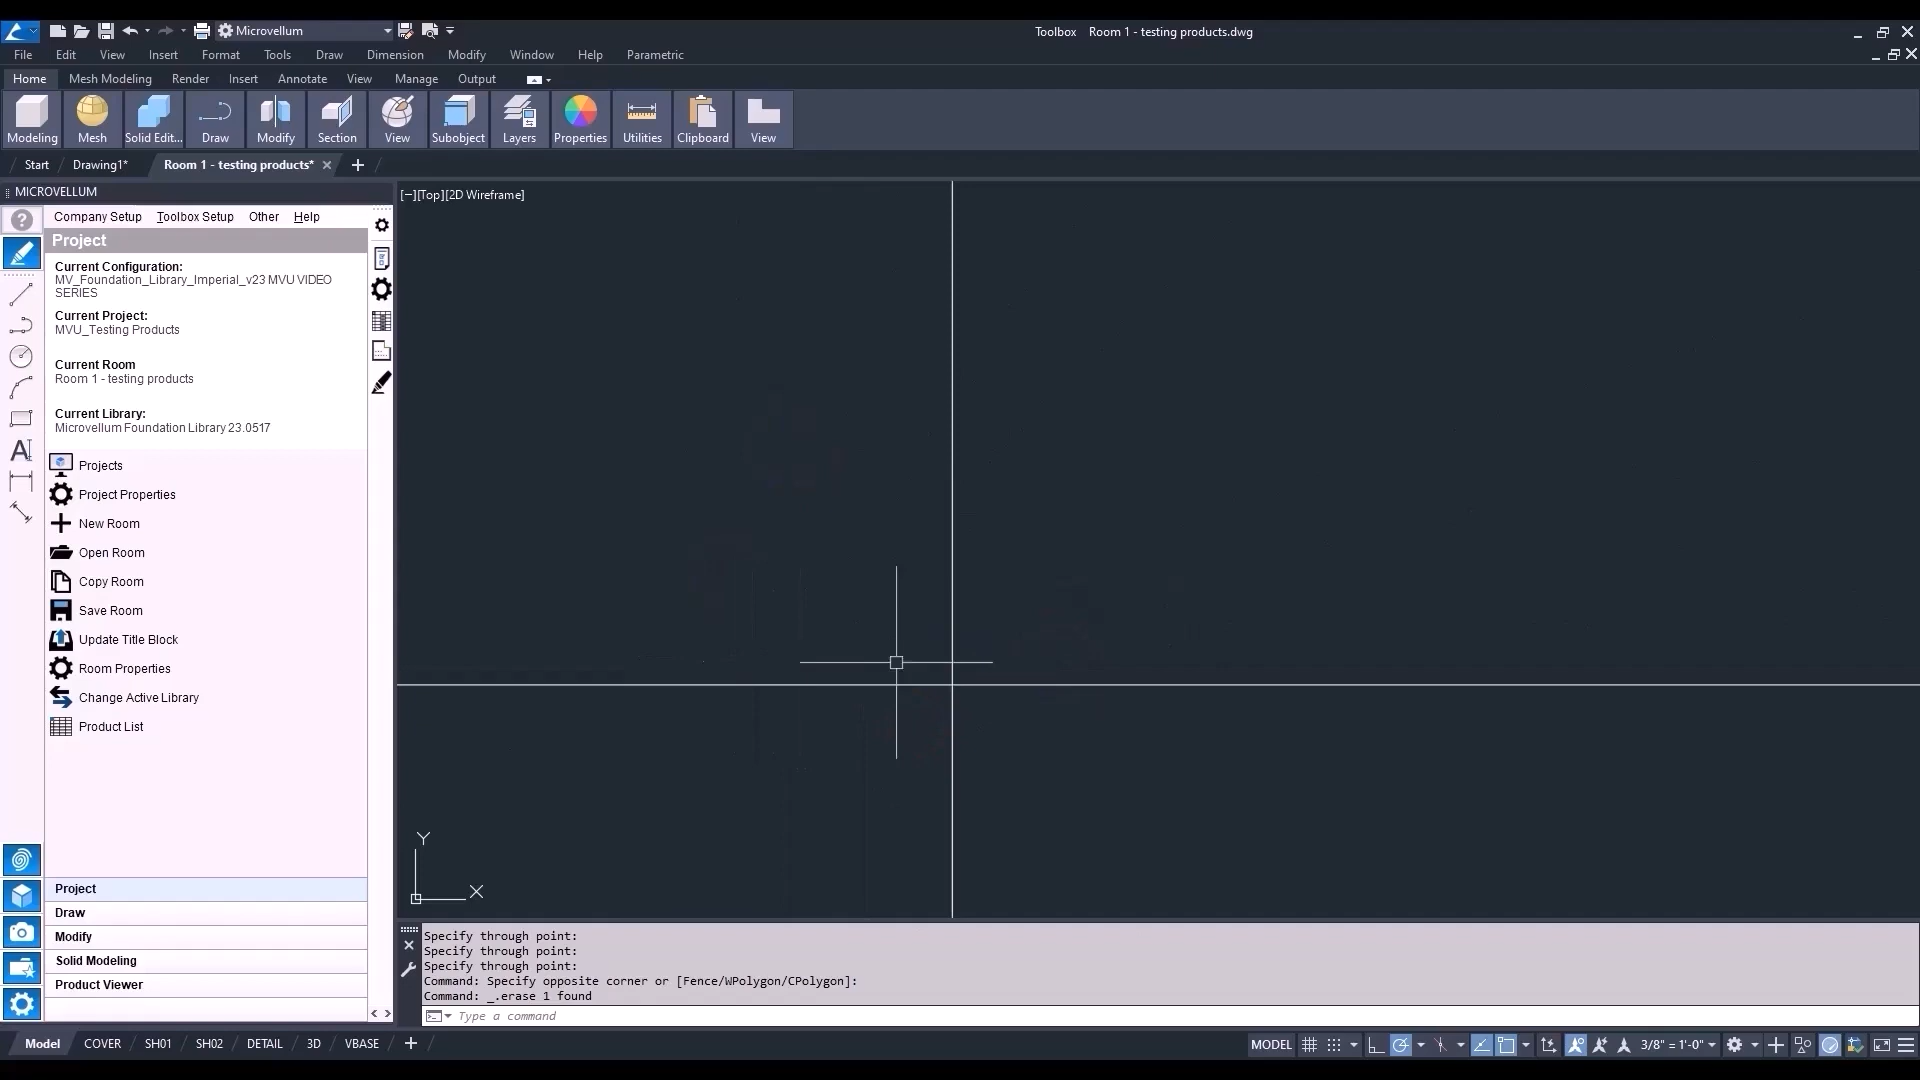 Microvellum
Toolbox Room 1 - testing products.dwg
File Edit View Insert Format Tools Draw Dimension Modify Window Help Parametric
Home Mesh Modeling Render Insert Annotate View Manage Output
Modeling Mesh Solid Edit... Draw Modify Section View Subobject Layers Properties Utilities Clipboard View
Start Drawing1* Room 1 - testing products*
MICROVELLUM
[−][Top][2D Wireframe]
Company Setup Toolbox Setup Other Help
Project
Current Configuration:
MV_Foundation_Library_Imperial_v23 MVU VIDEO
SERIES
Current Project:
MVU_Testing Products
Current Room
Room 1 - testing products
Current Library:
Microvellum Foundation Library 23.0517
Projects
Project Properties
New Room
Open Room
Copy Room
Save Room
Update Title Block
Room Properties
Change Active Library
Product List
Y
X
Project
Draw
Modify
Solid Modeling
Product Viewer
Specify through point:
Specify through point:
Specify through point:
Command: Specify opposite corner or [Fence/WPolygon/CPolygon]:
Command: _.erase 1 found
Type a command
Model COVER SH01 SH02 DETAIL 3D VBASE
MODEL 3/8" = 1'-0"